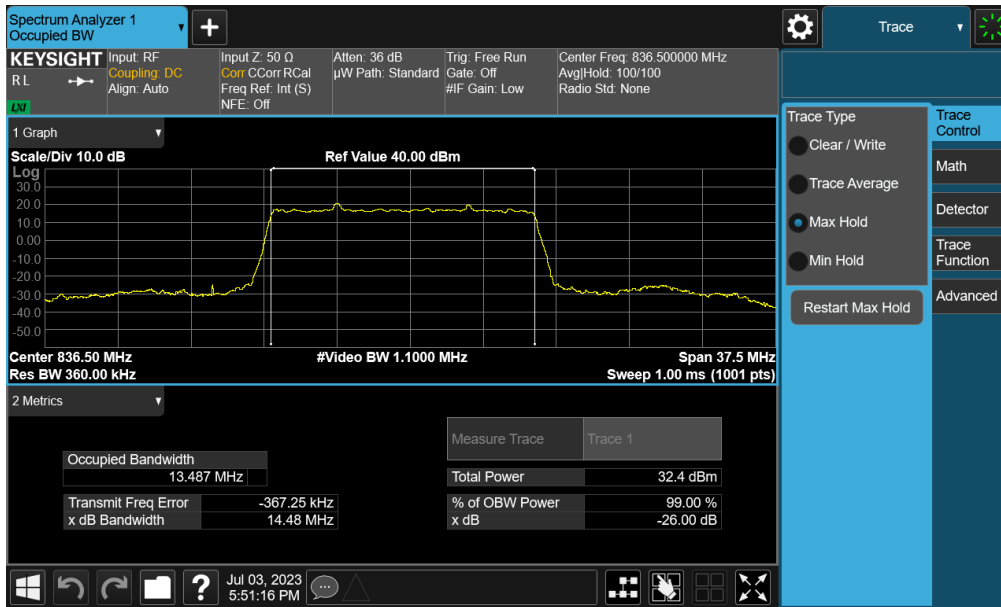 Spectrum Analyzer 1
Occupied BW
+
Trace
KEYSIGHT
R L
LXI
Input: RF
Coupling: DC
Align: Auto
Input Z: 50 Ω
Corr CCorr RCal
Freq Ref: Int (S)
NFE: Off
Atten: 36 dB
µW Path: Standard
Trig: Free Run
Gate: Off
#IF Gain: Low
Center Freq: 836.500000 MHz
Avg|Hold: 100/100
Radio Std: None
1 Graph
Scale/Div 10.0 dB
Ref Value 40.00 dBm
Log
30.0
20.0
10.0
0.00
-10.0
-20.0
-30.0
-40.0
-50.0
Center 836.50 MHz
#Video BW 1.1000 MHz
Span 37.5 MHz
Res BW 360.00 kHz
Sweep 1.00 ms (1001 pts)
2 Metrics
Measure Trace Trace 1
Occupied Bandwidth
13.487 MHz
Total Power 32.4 dBm
Transmit Freq Error -367.25 kHz
% of OBW Power 99.00 %
x dB Bandwidth 14.48 MHz
x dB -26.00 dB
Trace Type
Clear / Write
Trace Average
Max Hold
Min Hold
Restart Max Hold
Trace
Control
Math
Detector
Trace
Function
Advanced
?
Jul 03, 2023
5:51:16 PM